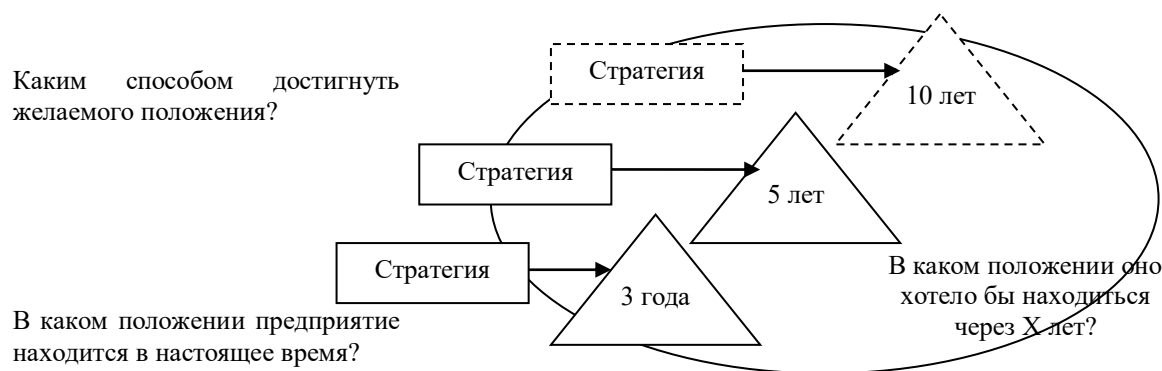 Каким способом достигнуть
желаемого положения?
Стратегия
10 лет
Стратегия
5 лет
Стратегия
3 года
В каком положении оно
хотело бы находиться
через X лет?
В каком положении предприятие
находится в настоящее время?